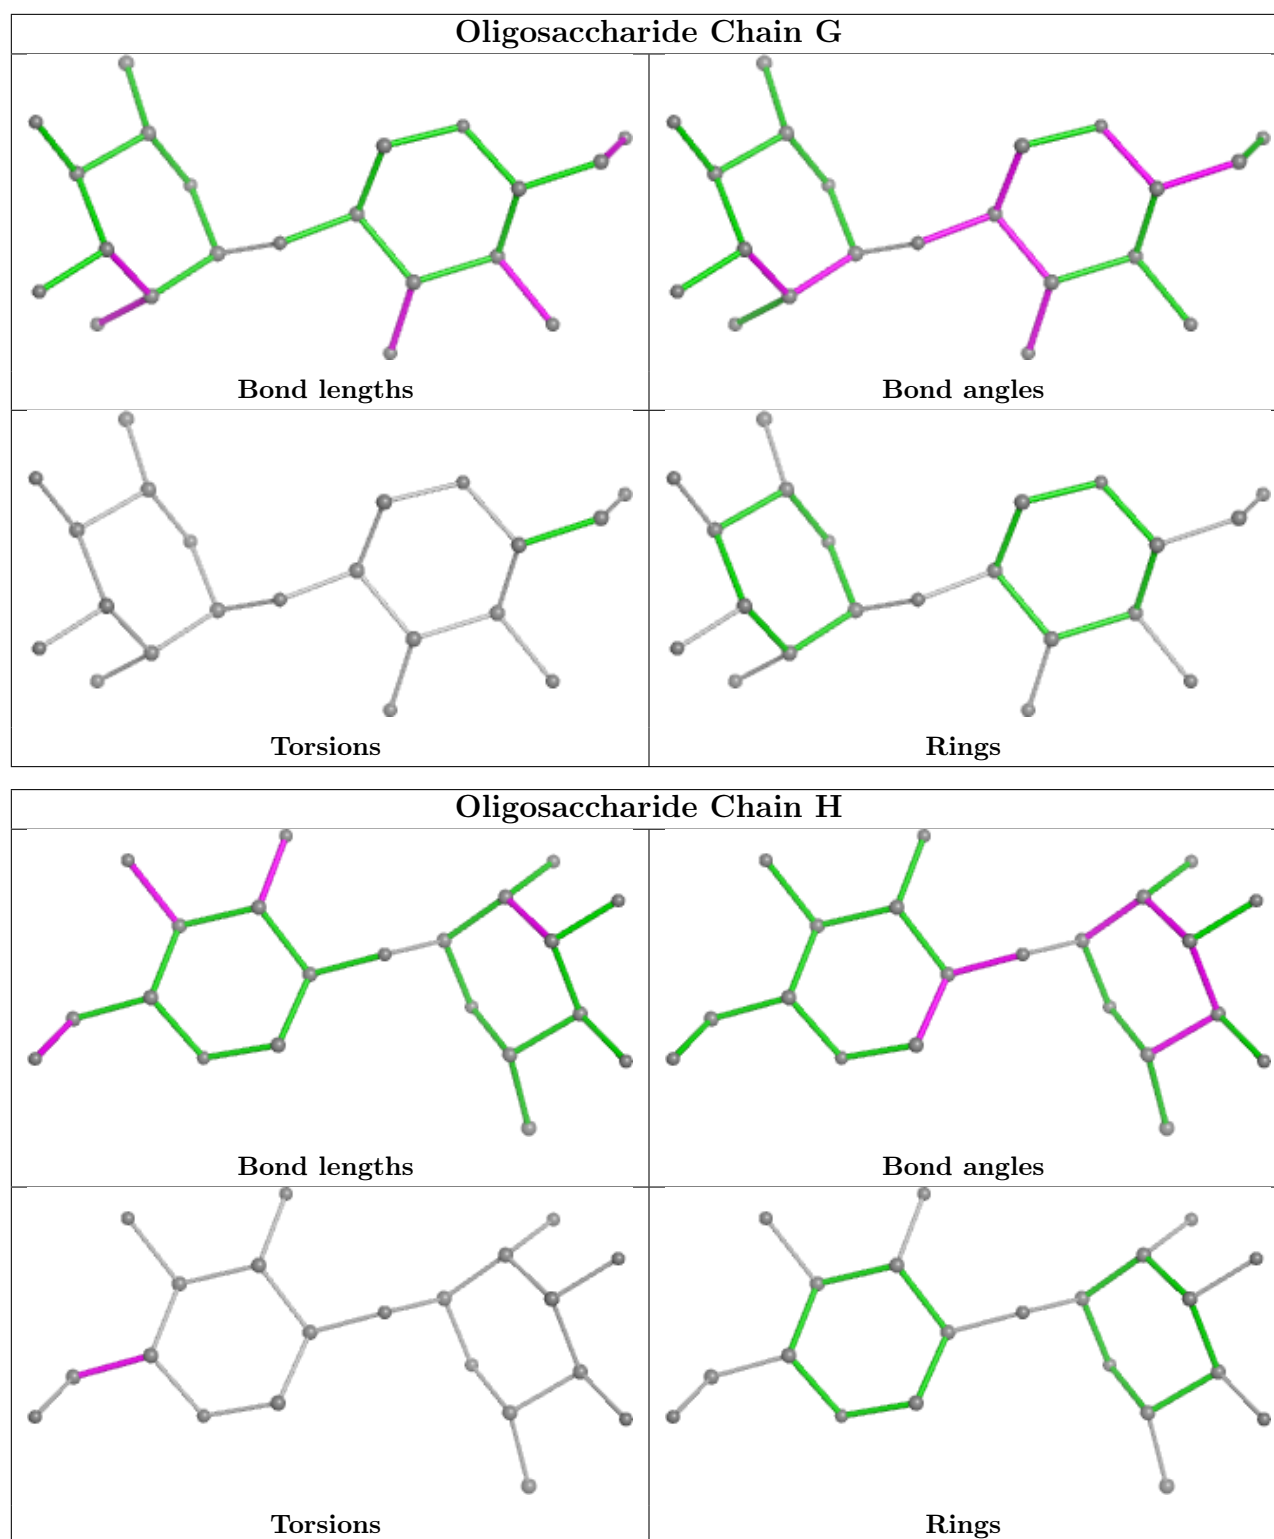 Oligosaccharide Chain G
Bond lengths
Bond angles
Torsions
Rings
Oligosaccharide Chain H
Bond lengths
Bond angles
Torsions
Rings